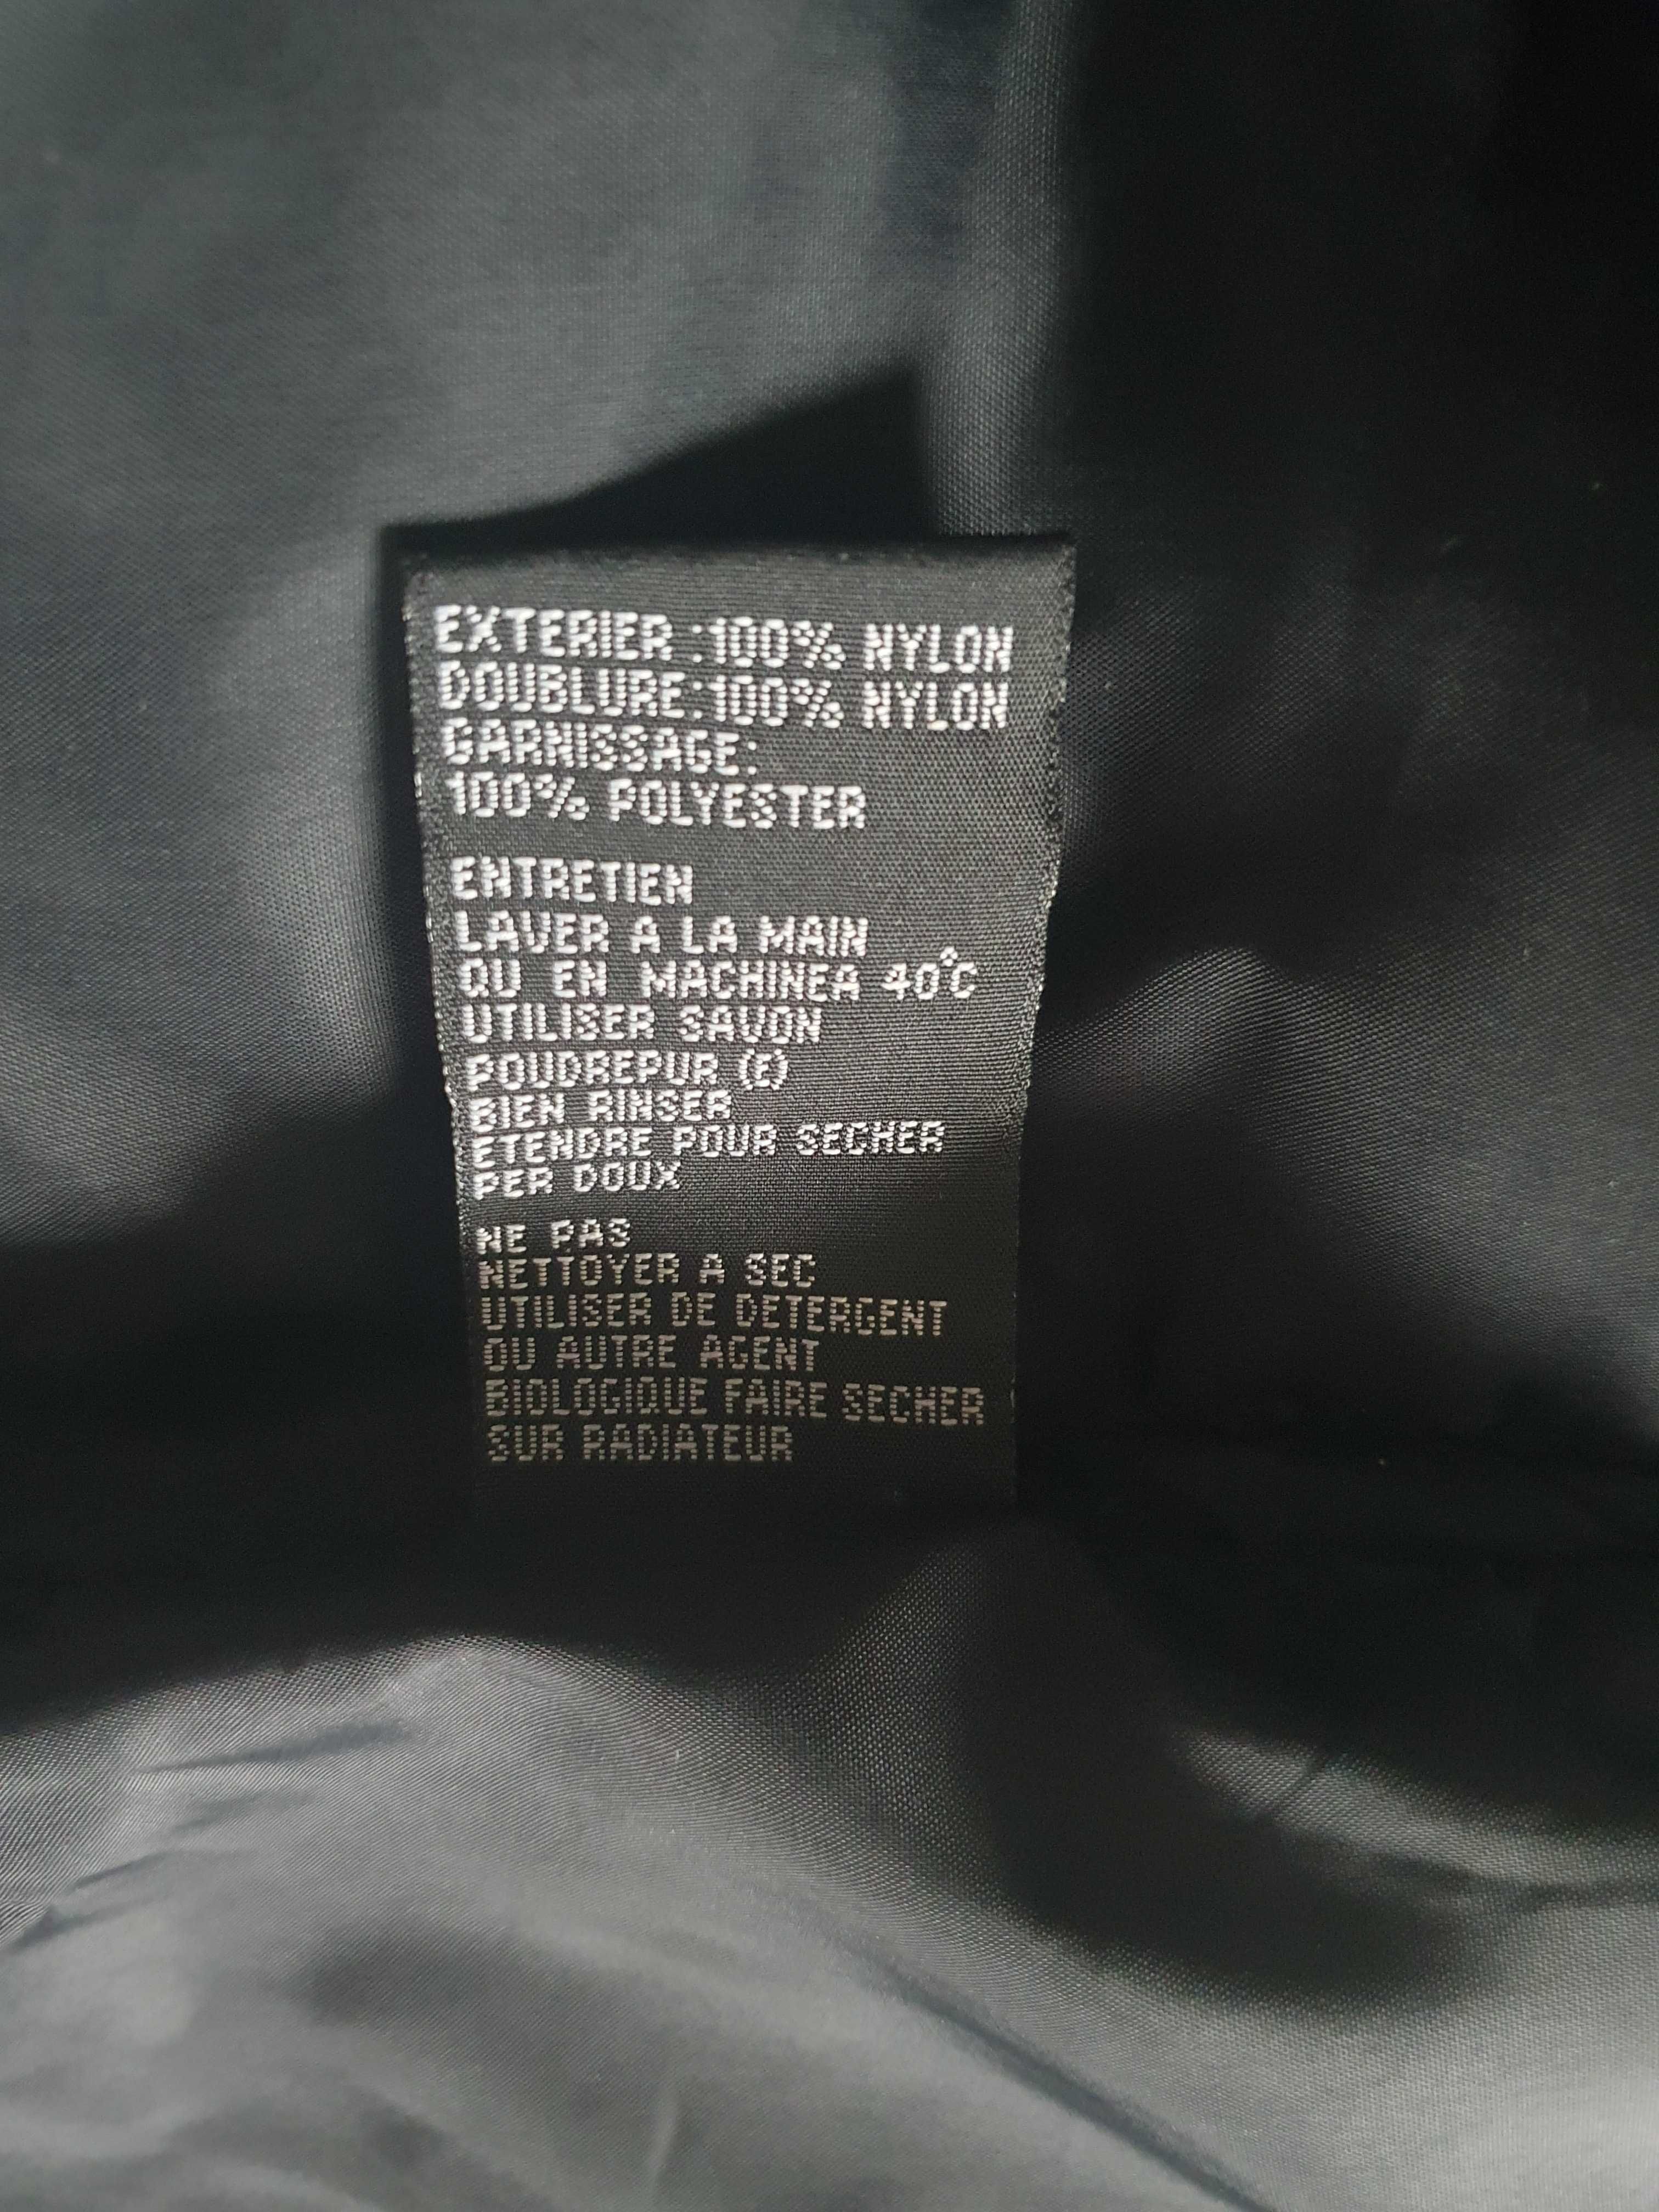 EXTERIER :100% NYLON
DOUBLURE:100% NYLON
GARNISSAGE:
100% POLYESTER
ENTRETIEN
LAVER A LA MAIN
QU EN MACHINEA 40°C
UTILISER SAVON
POUDREPUR (F)
BIEN RINSER
ETENDRE POUR SECHER
PER DOUX
NE PAS
NETTOYER A SEC
UTILISER DE DETERGENT
OU AUTRE AGENT
BIOLOGIQUE FAIRE SECHER
SUR RADIATEUR